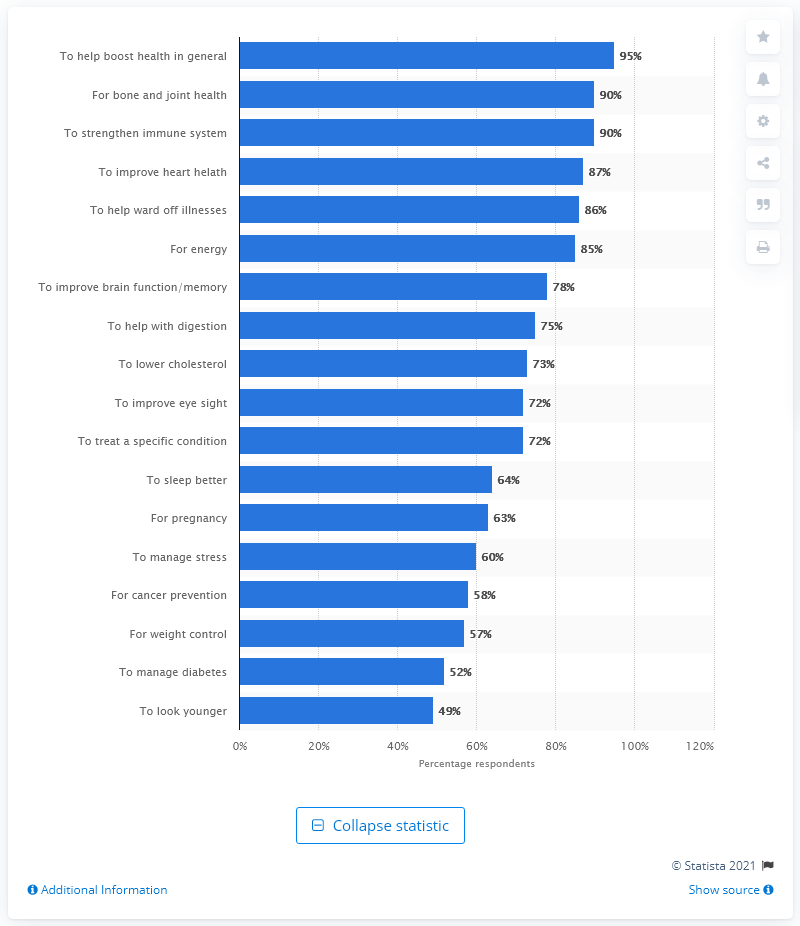 To help boost health in general 95%
For bone and joint health 90%
To strengthen immune system 90%
To improve heart helath 87%
To help ward off illnesses 86%
For energy 85%
To improve brain function/memory 78%
To help with digestion 75%
To lower cholesterol 73%
To improve eye sight 72%
To treat a specific condition 72%
To sleep better 64%
For pregnancy 63%
To manage stress 60%
For cancer prevention 58%
For weight control 57%
To manage diabetes 52%
To look younger 49%
0% 20% 40% 60% 80% 100% 120%
Percentage respondents
Collapse statistic
© Statista 2021
Additional Information Show source